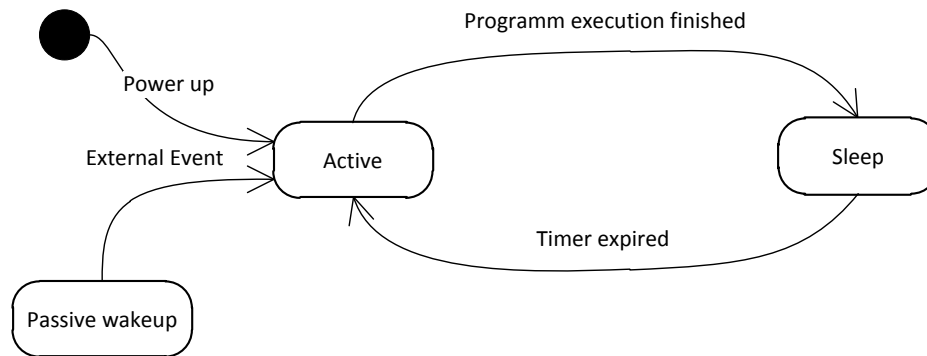 Programm execution finished
Power up
External Event
Active
Sleep
Timer expired
Passive wakeup